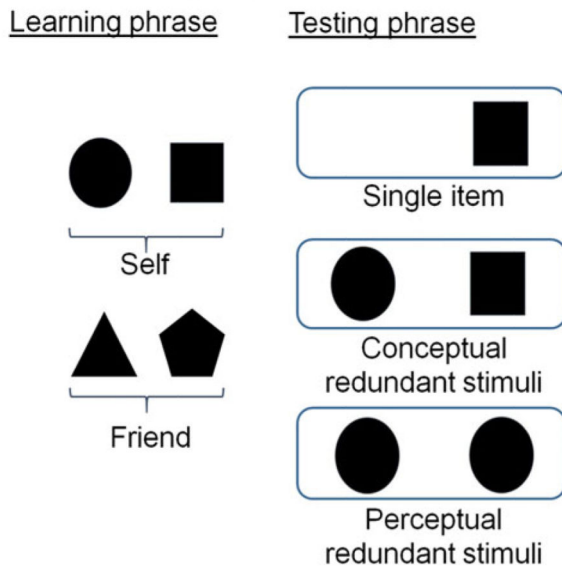 Learning phrase
Testing phrase
Self
Friend
Single item
Conceptual
redundant stimuli
Perceptual
redundant stimuli